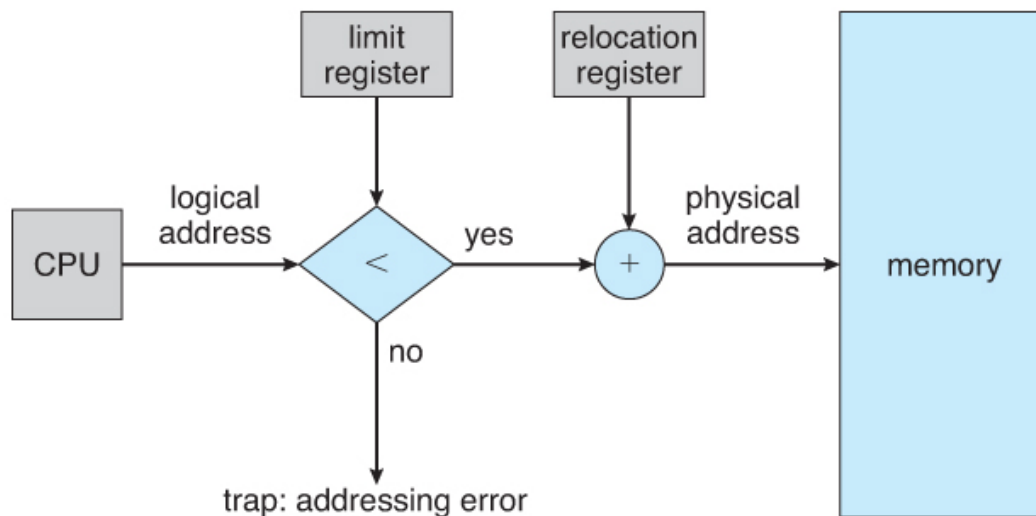 limit
register
relocation
register
logical
address
physical
address
CPU
<
yes
+
memory
no
trap: addressing error